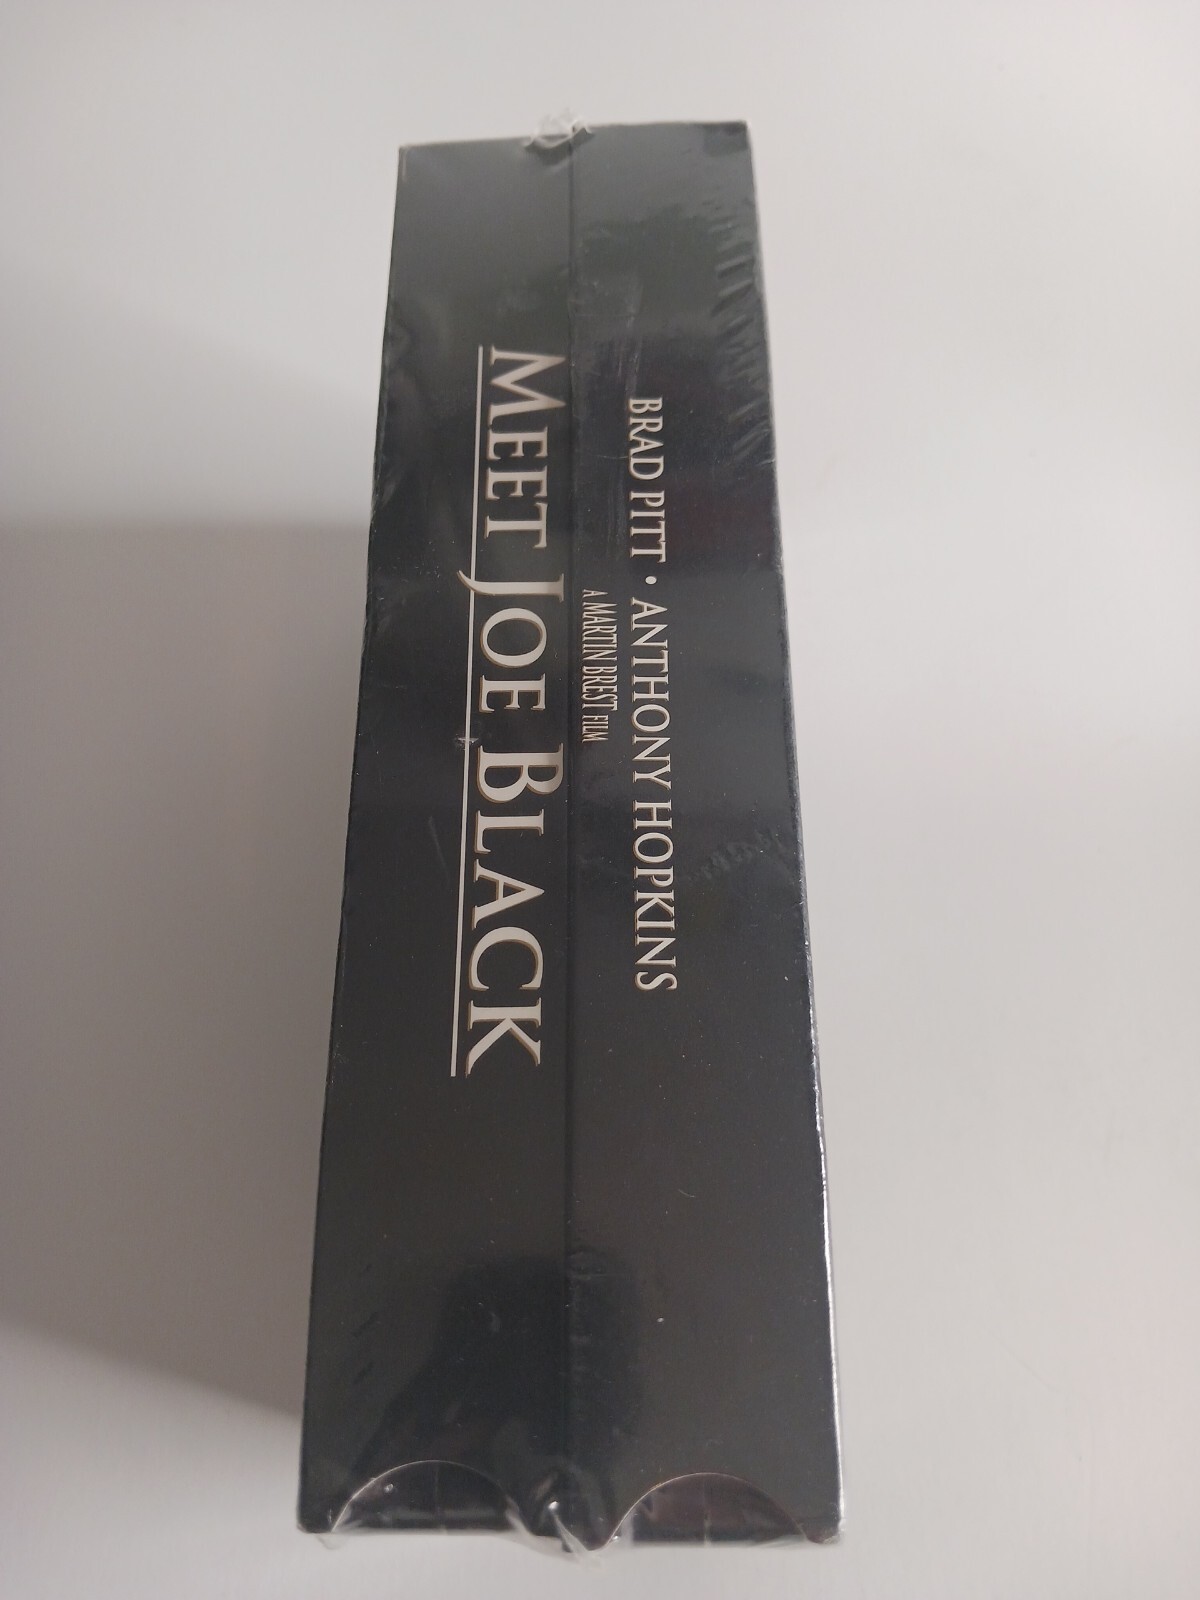 BRAD PITT • ANTHONY HOPKINS
A MARTIN BREST FILM
MEET JOE BLACK